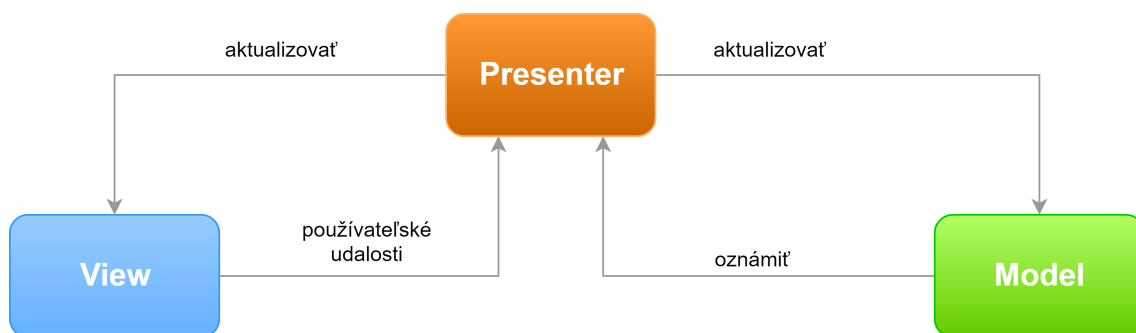 aktualizovať
Presenter
aktualizovať
používateľské
udalosti
View
oznámiť
Model